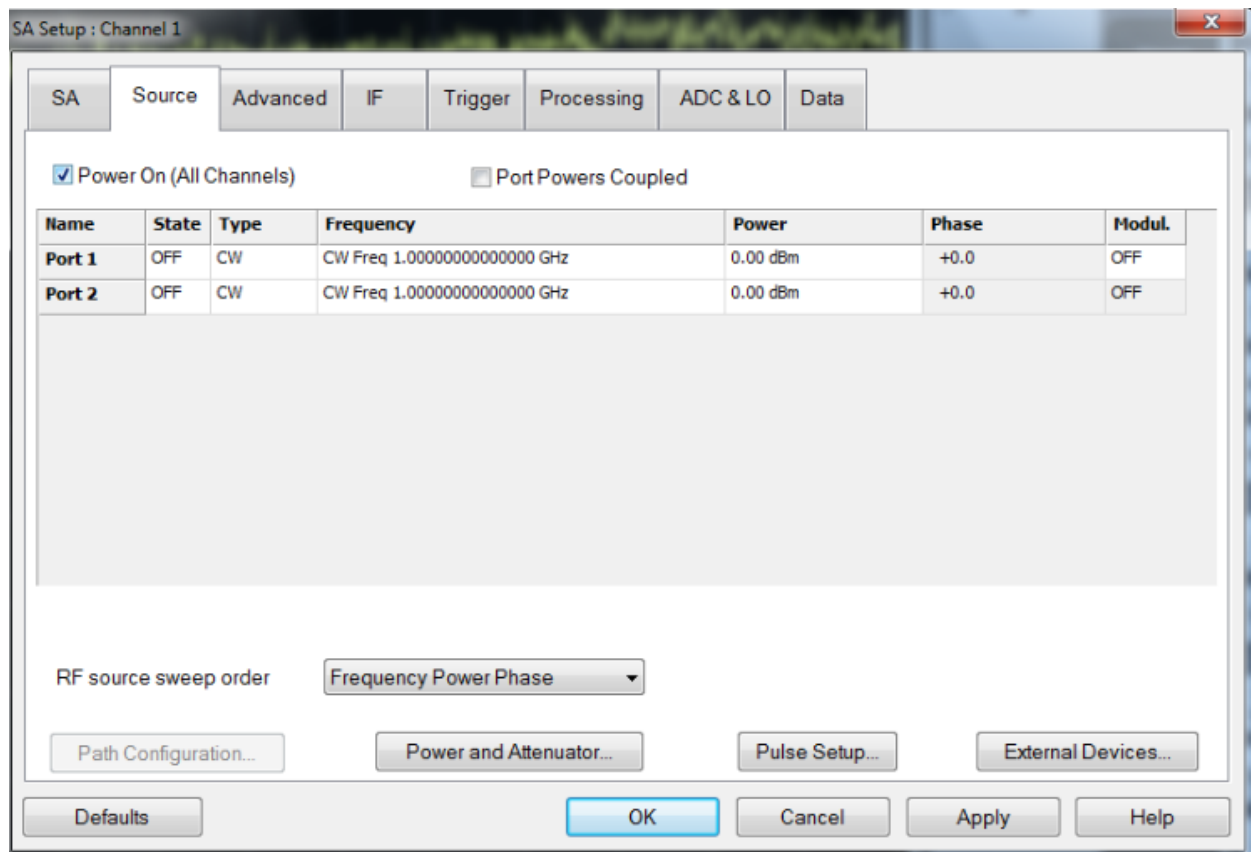 SA Setup : Channel 1
x
SA Source Advanced IF Trigger Processing ADC & LO Data
Power On (All Channels) Port Powers Coupled
Name State Type Frequency Power Phase Modul.
Port 1 OFF CW CW Freq 1.00000000000000 GHz 0.00 dBm +0.0 OFF
Port 2 OFF CW CW Freq 1.00000000000000 GHz 0.00 dBm +0.0 OFF
RF source sweep order Frequency Power Phase
Path Configuration... Power and Attenuator... Pulse Setup... External Devices...
Defaults OK Cancel Apply Help